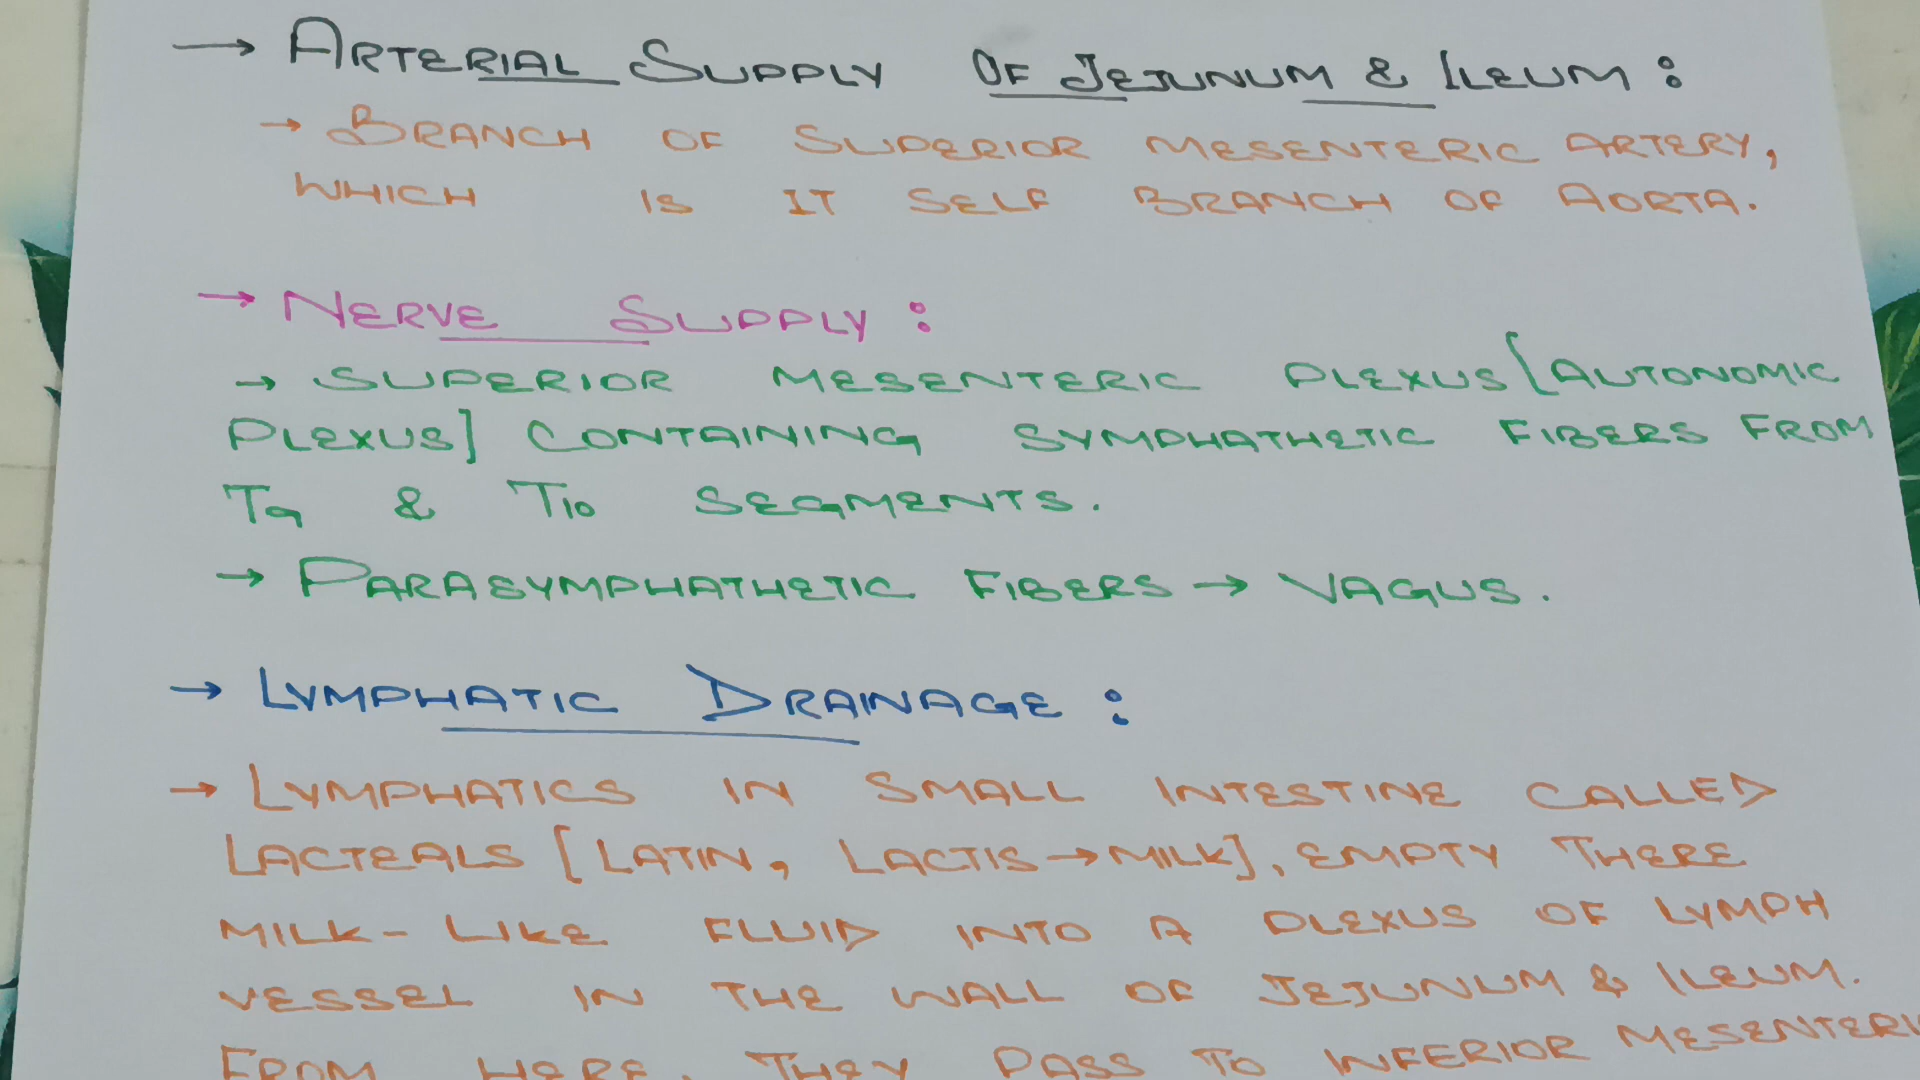 → ARTERIAL SUPPLY OF JEJUNUM & ILEUM :
→ BRANCH OF SUPERIOR MESENTERIC ARTERY,
WHICH IS IT SELF BRANCH OF AORTA.
→ NERVE SUPPLY :
→ SUPERIOR MESENTERIC PLEXUS [AUTONOMIC
PLEXUS] CONTAINING SYMPHATHETIC FIBERS FROM
T9 & T10 SEGMENTS.
→ PARASYMPHATHETIC FIBERS → VAGUS.
→ LYMPHATIC DRAINAGE :
→ LYMPHATICS IN SMALL INTESTINE CALLED
LACTEALS [LATIN, LACTIS → MILK], EMPTY THERE
MILK-LIKE FLUID INTO A PLEXUS OF LYMPH
VESSEL IN THE WALL OF JEJUNUM & ILEUM.
FROM HERE, THEY PASS TO INFERIOR MESENTERI